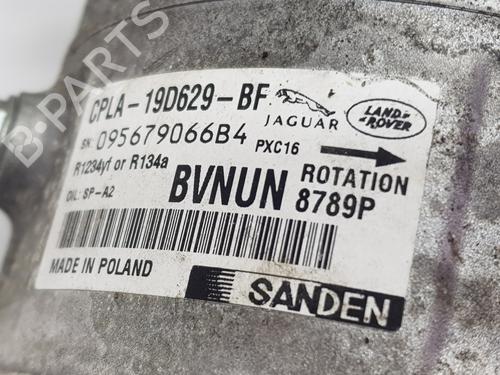 B-PARTS
CPLA-19D629-BF
JAGUAR
LAND-ROVER
SN: 095679066B4 PXC16
R1234yf or R134a
OIL: SP-A2
BVNUN
ROTATION
8789P
MADE IN POLAND
SANDEN